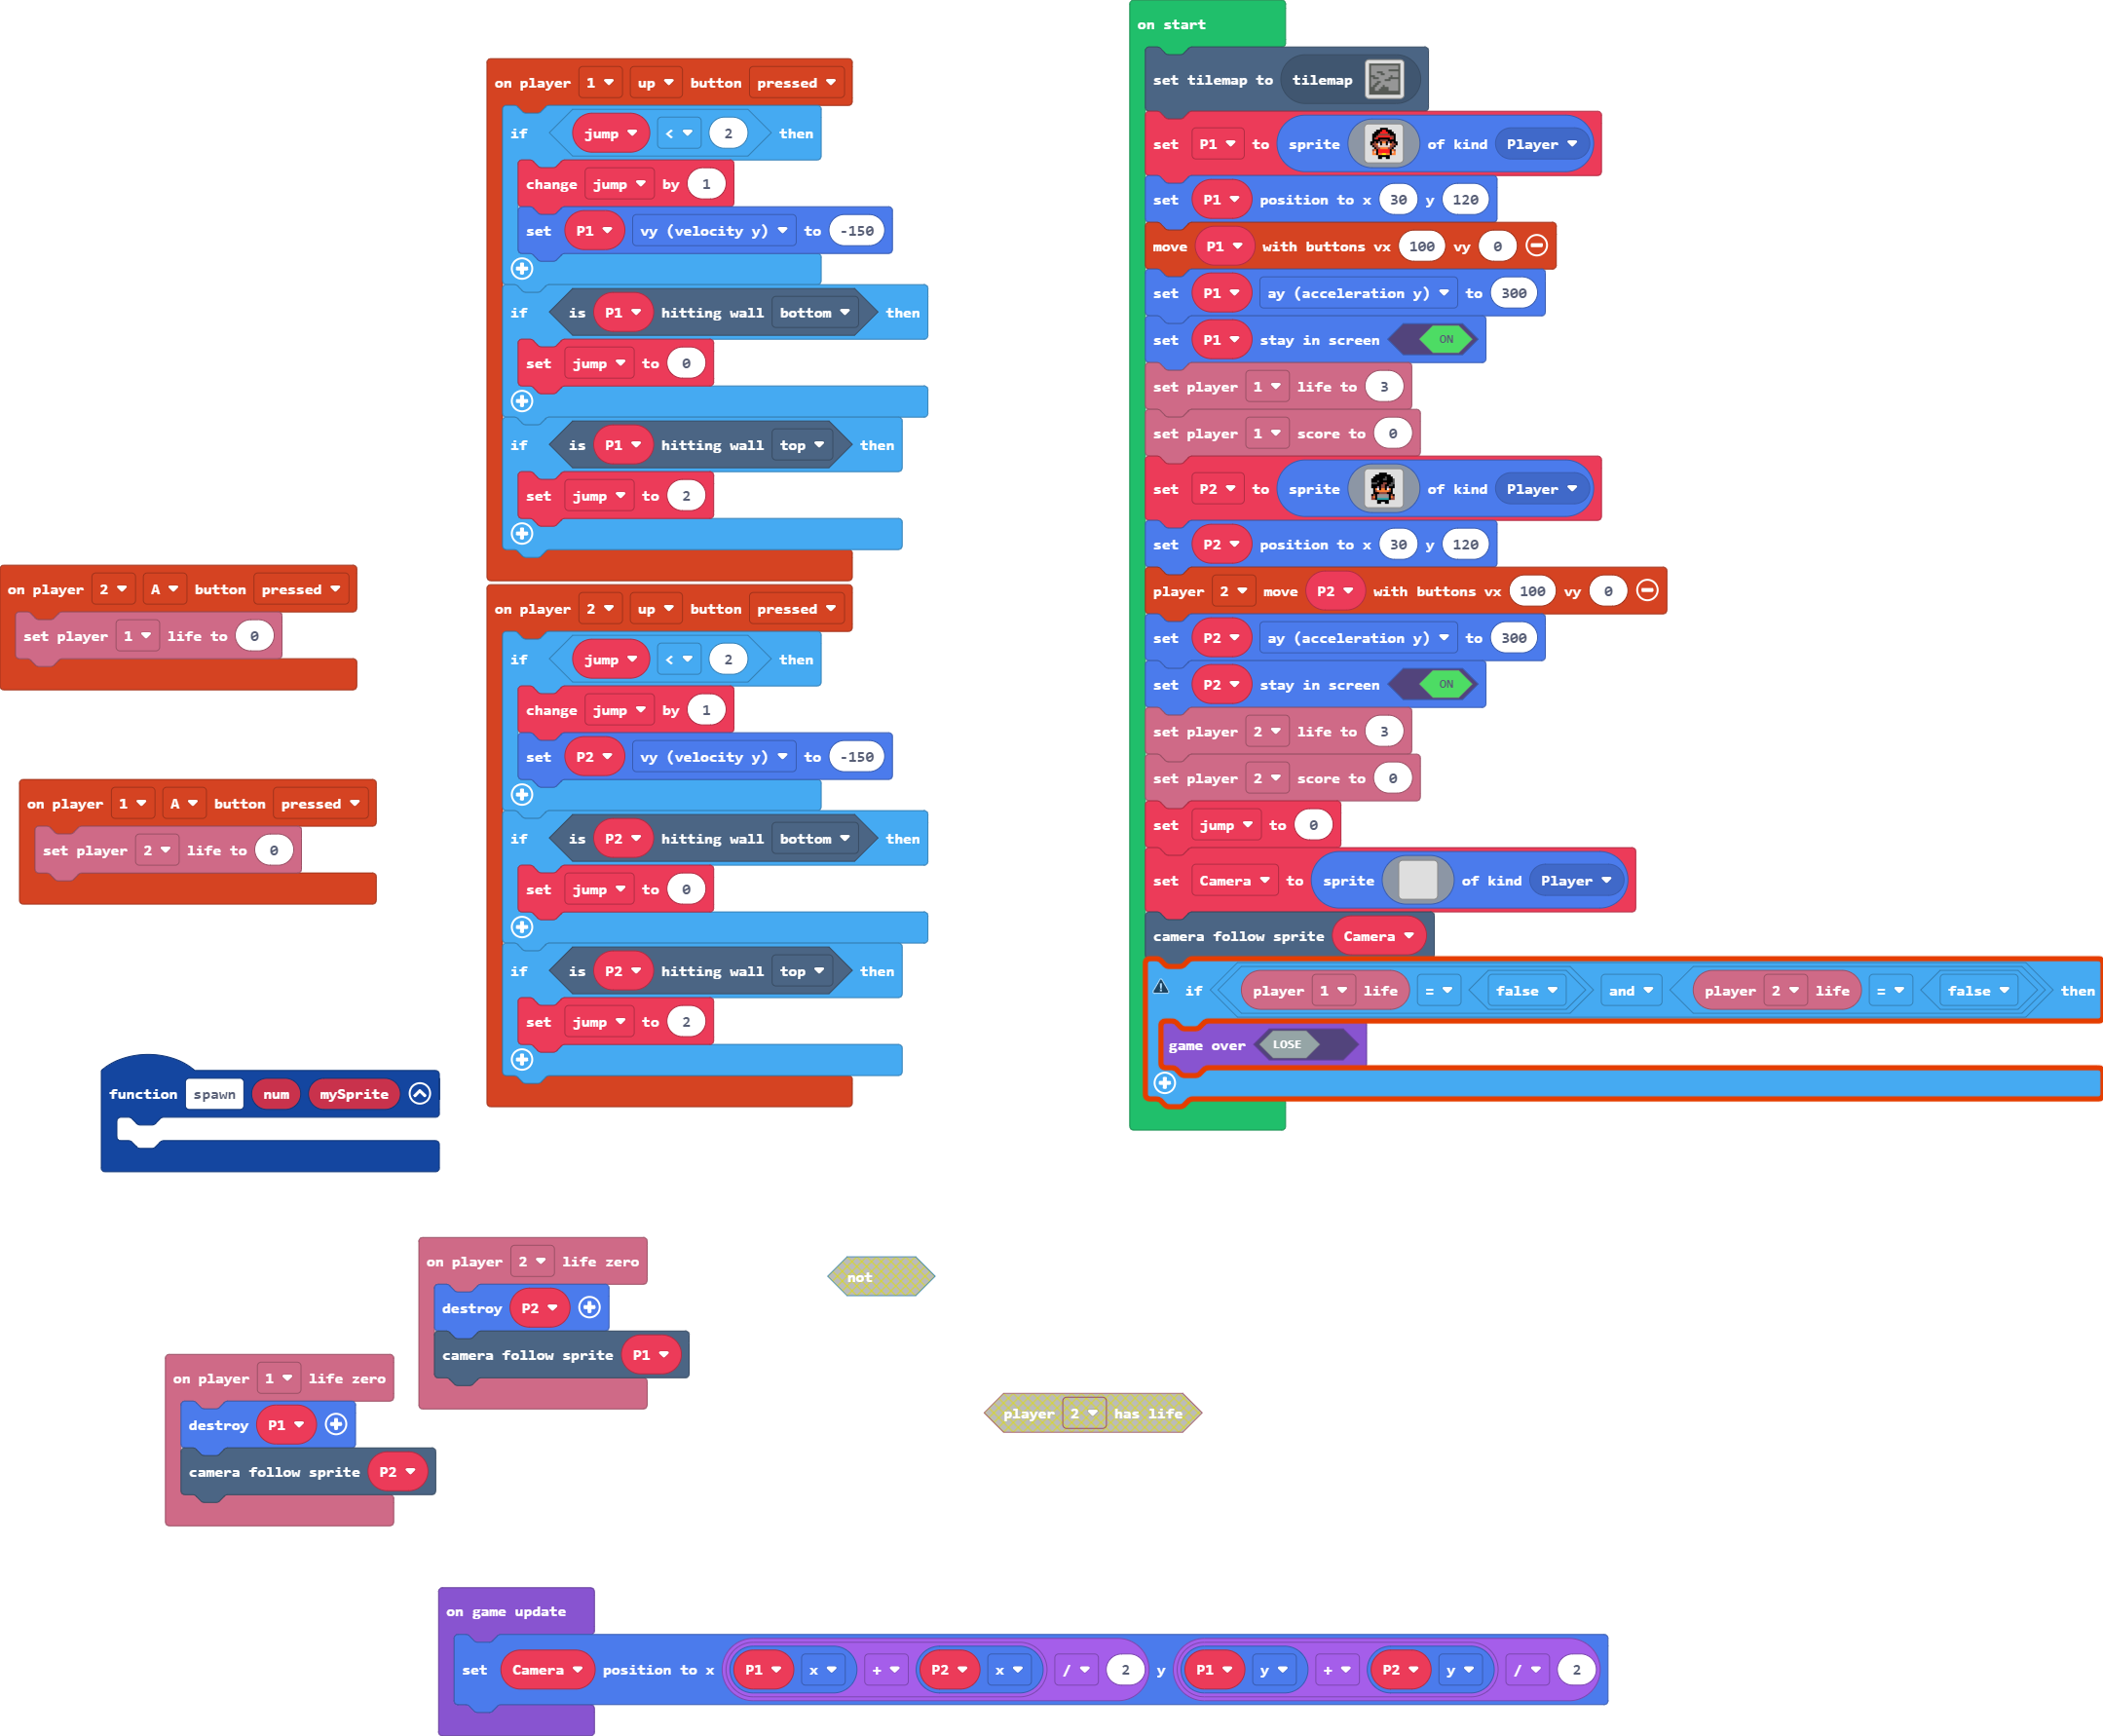 on player 1 up button pressed
if jump < 2 then
change jump by 1
set P1 vy (velocity y) to -150
if is P1 hitting wall bottom then
set jump to 0
if is P1 hitting wall top then
set jump to 2
on player 2 A button pressed
set player 1 life to 0
on player 1 A button pressed
set player 2 life to 0
on player 2 up button pressed
if jump < 2 then
change jump by 1
set P2 vy (velocity y) to -150
if is P2 hitting wall bottom then
set jump to 0
if is P2 hitting wall top then
set jump to 2
function spawn num mySprite
on start
set tilemap to tilemap
set P1 to sprite of kind Player
set P1 position to x 30 y 120
move P1 with buttons vx 100 vy 0
set P1 ay (acceleration y) to 300
set P1 stay in screen ON
set player 1 life to 3
set player 1 score to 0
set P2 to sprite of kind Player
set P2 position to x 30 y 120
player 2 move P2 with buttons vx 100 vy 0
set P2 ay (acceleration y) to 300
set P2 stay in screen ON
set player 2 life to 3
set player 2 score to 0
set jump to 0
set Camera to sprite of kind Player
camera follow sprite Camera
if player 1 life = false and player 2 life = false then
game over LOSE
on player 2 life zero
destroy P2
camera follow sprite P1
not
on player 1 life zero
destroy P1
camera follow sprite P2
player 2 has life
on game update
set Camera position to x P1 x + P2 x / 2 y P1 y + P2 y / 2